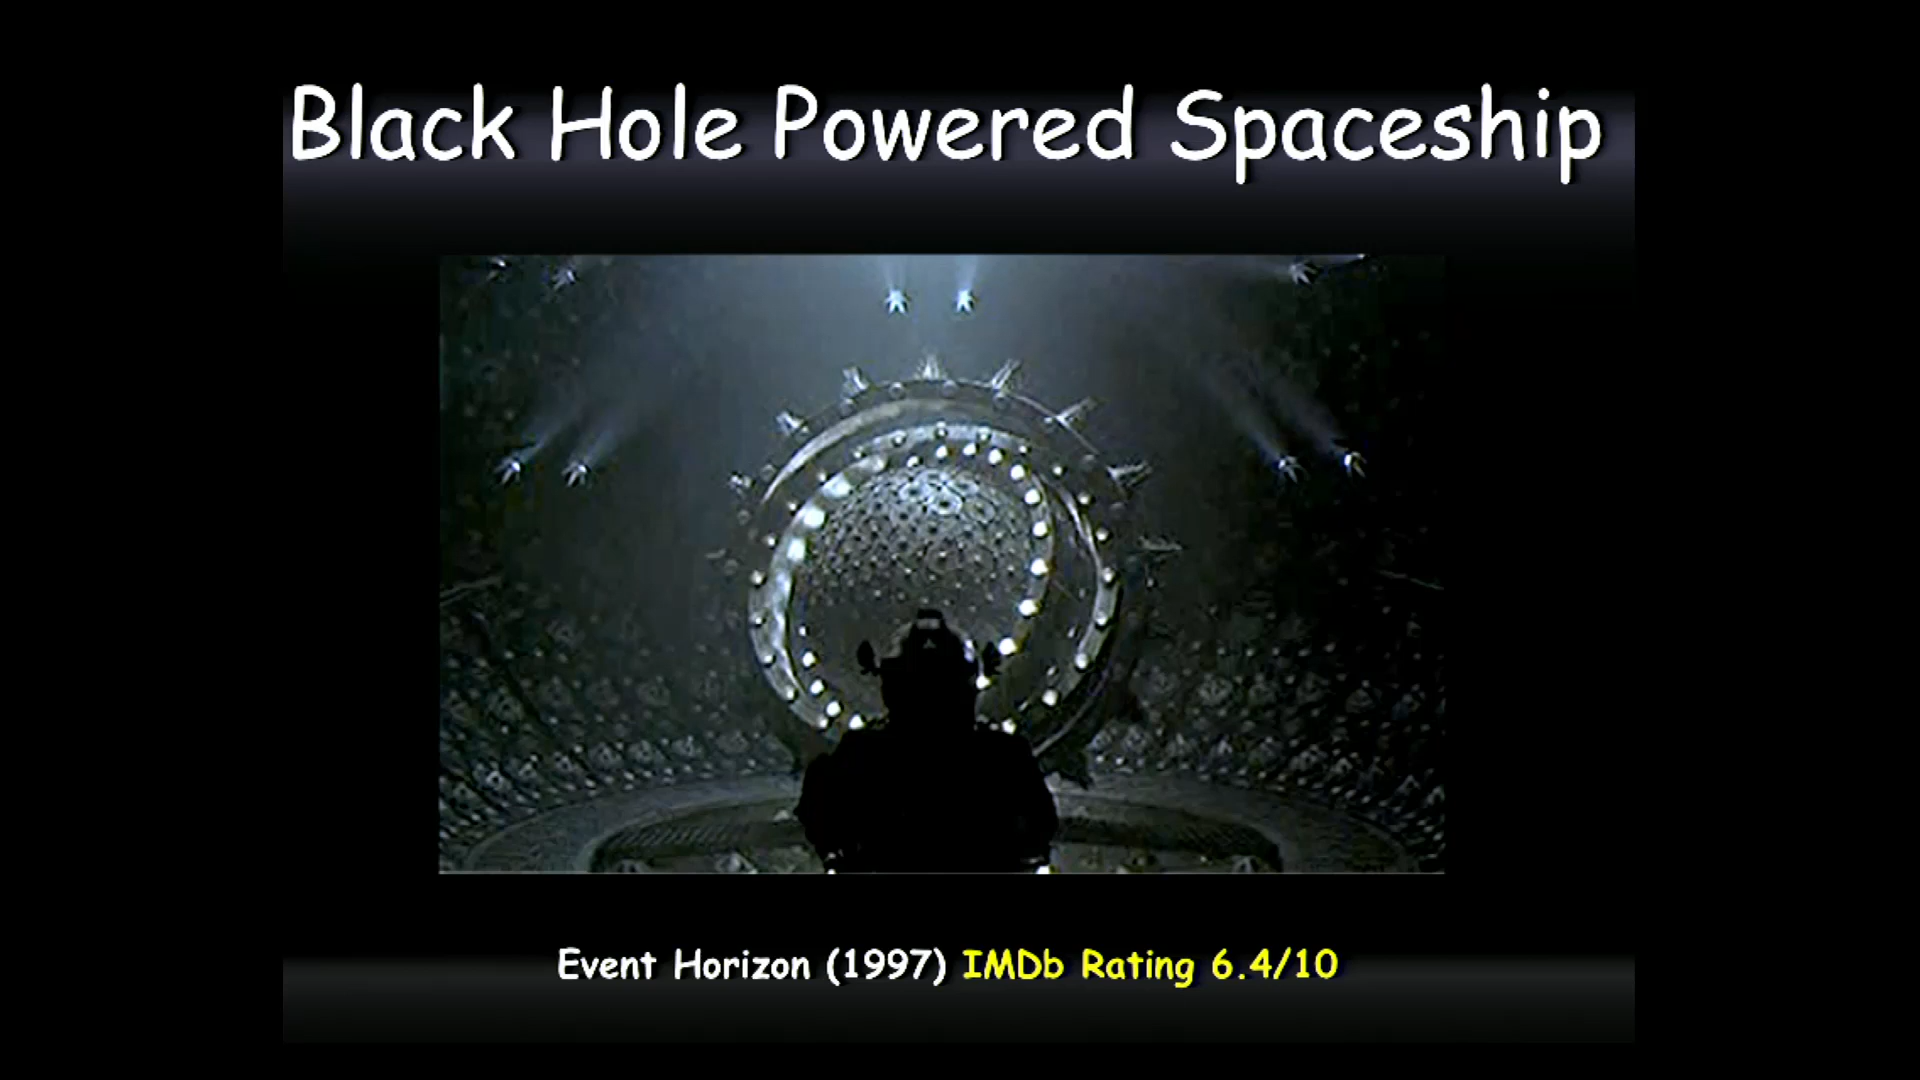 Black Hole Powered Spaceship
Event Horizon (1997) IMDb Rating 6.4/10